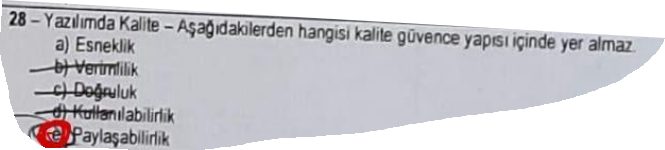 28 – Yazılımda Kalite – Aşağıdakilerden hangisi kalite güvence yapısı içinde yer almaz.
a) Esneklik
b) Verimlilik
c) Doğruluk
d) Kullanılabilirlik
e) Paylaşabilirlik